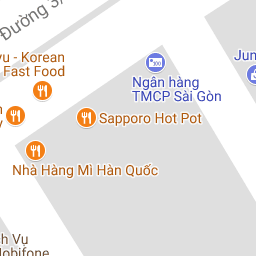 Đường 3/
vu - Korean
Fast Food
Ngân hàng
TMCP Sài Gòn
Jun
Sapporo Hot Pot
Nhà Hàng Mì Hàn Quốc
h Vu
Mobifone